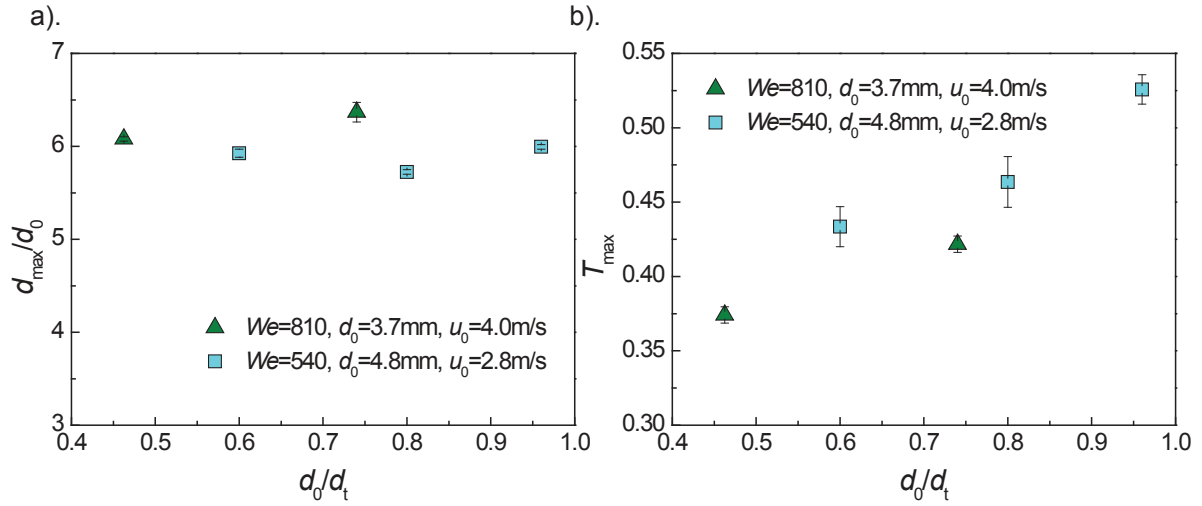 a).
7
6
5
4
3
0.4 0.5 0.6 0.7 0.8 0.9 1.0
d₀/dₜ
dmax/d₀
We=810, d₀=3.7mm, u₀=4.0m/s
We=540, d₀=4.8mm, u₀=2.8m/s
b).
0.55
0.50
0.45
0.40
0.35
0.30
0.4 0.5 0.6 0.7 0.8 0.9 1.0
d₀/dₜ
Tmax
We=810, d₀=3.7mm, u₀=4.0m/s
We=540, d₀=4.8mm, u₀=2.8m/s